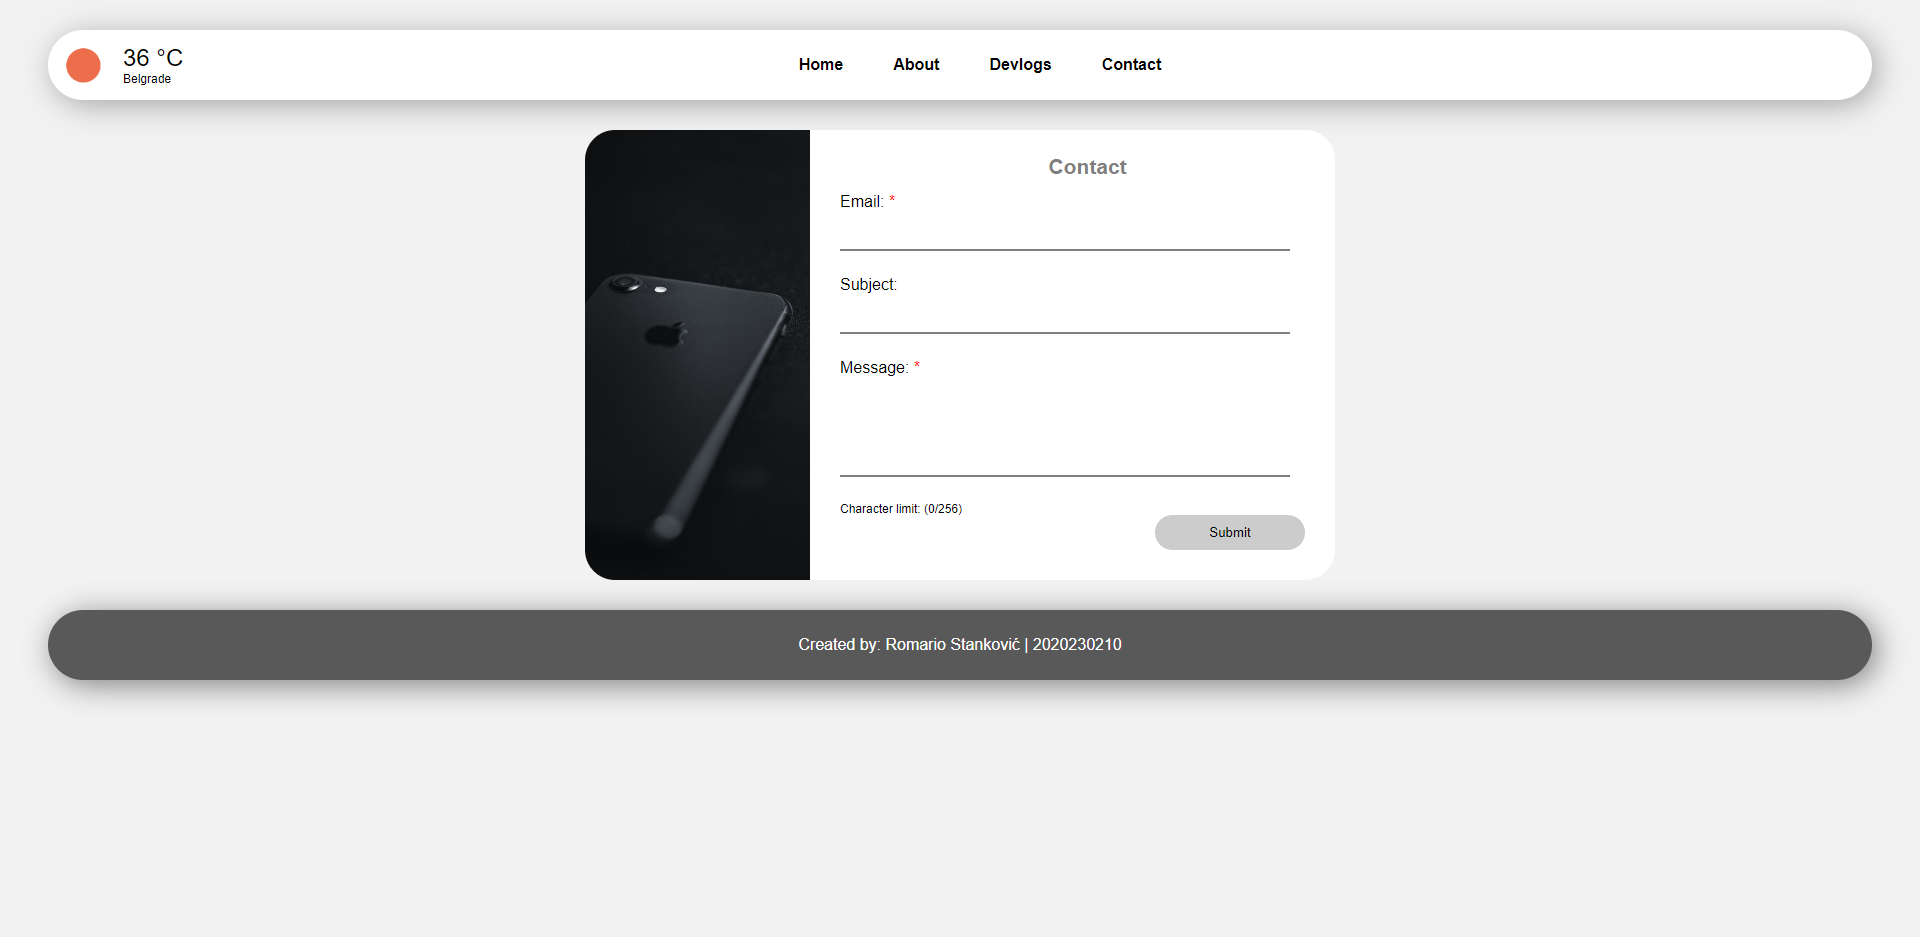 36 °C
Belgrade
Home About Devlogs Contact
Contact
Email: *
Subject:
Message: *
Character limit: (0/256)
Submit
Created by: Romario Stanković | 2020230210